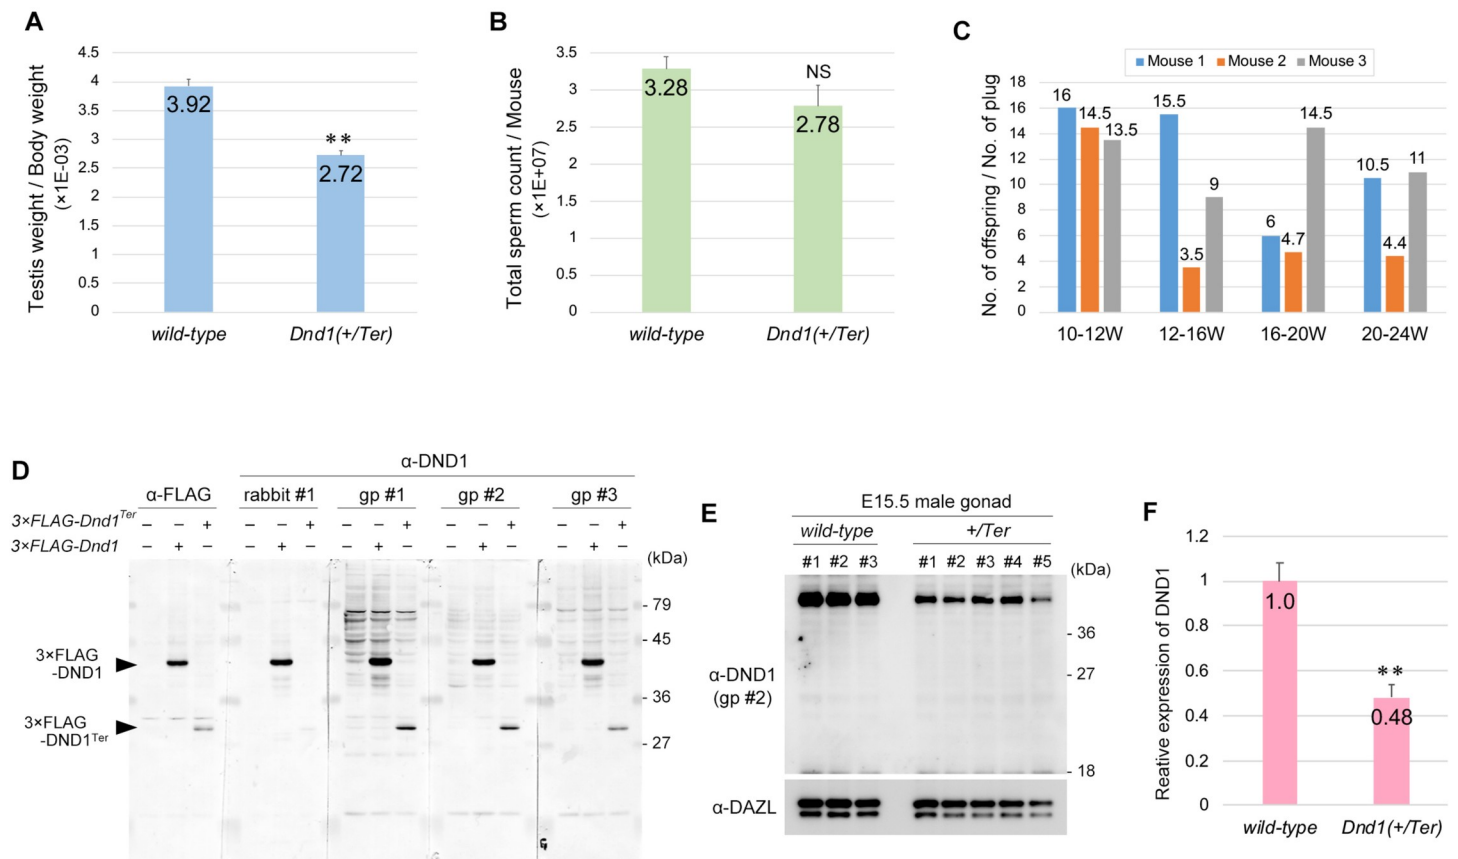 A
Testis weight / Body weight
(×1E-03)
4.5
4
3.5
3
2.5
2
1.5
1
0.5
0
3.92
**
2.72
wild-type
Dnd1(+/Ter)
B
Total sperm count / Mouse
(×1E+07)
3.5
3
2.5
2
1.5
1
0.5
0
3.28
NS
2.78
wild-type
Dnd1(+/Ter)
C
Mouse 1 Mouse 2 Mouse 3
No. of offspring / No. of plug
18
16
14
12
10
8
6
4
2
0
16
14.5
13.5
15.5
3.5
9
6
4.7
14.5
10.5
4.4
11
10-12W
12-16W
16-20W
20-24W
D
α-DND1
α-FLAG rabbit #1 gp #1 gp #2 gp #3
3×FLAG-Dnd1Ter – – + – – + – – + – – + – – +
3×FLAG-Dnd1 – + – + – + – + – +
(kDa)
- 79
- 45
- 36
- 27
3×FLAG
-DND1
3×FLAG
-DND1Ter
E
E15.5 male gonad
wild-type +/Ter
#1 #2 #3 #1 #2 #3 #4 #5
(kDa)
- 36
- 27
- 18
α-DND1
(gp #2)
α-DAZL
F
Reative expression of DND1
1.2
1
0.8
0.6
0.4
0.2
0
1.0
**
0.48
wild-type
Dnd1(+/Ter)